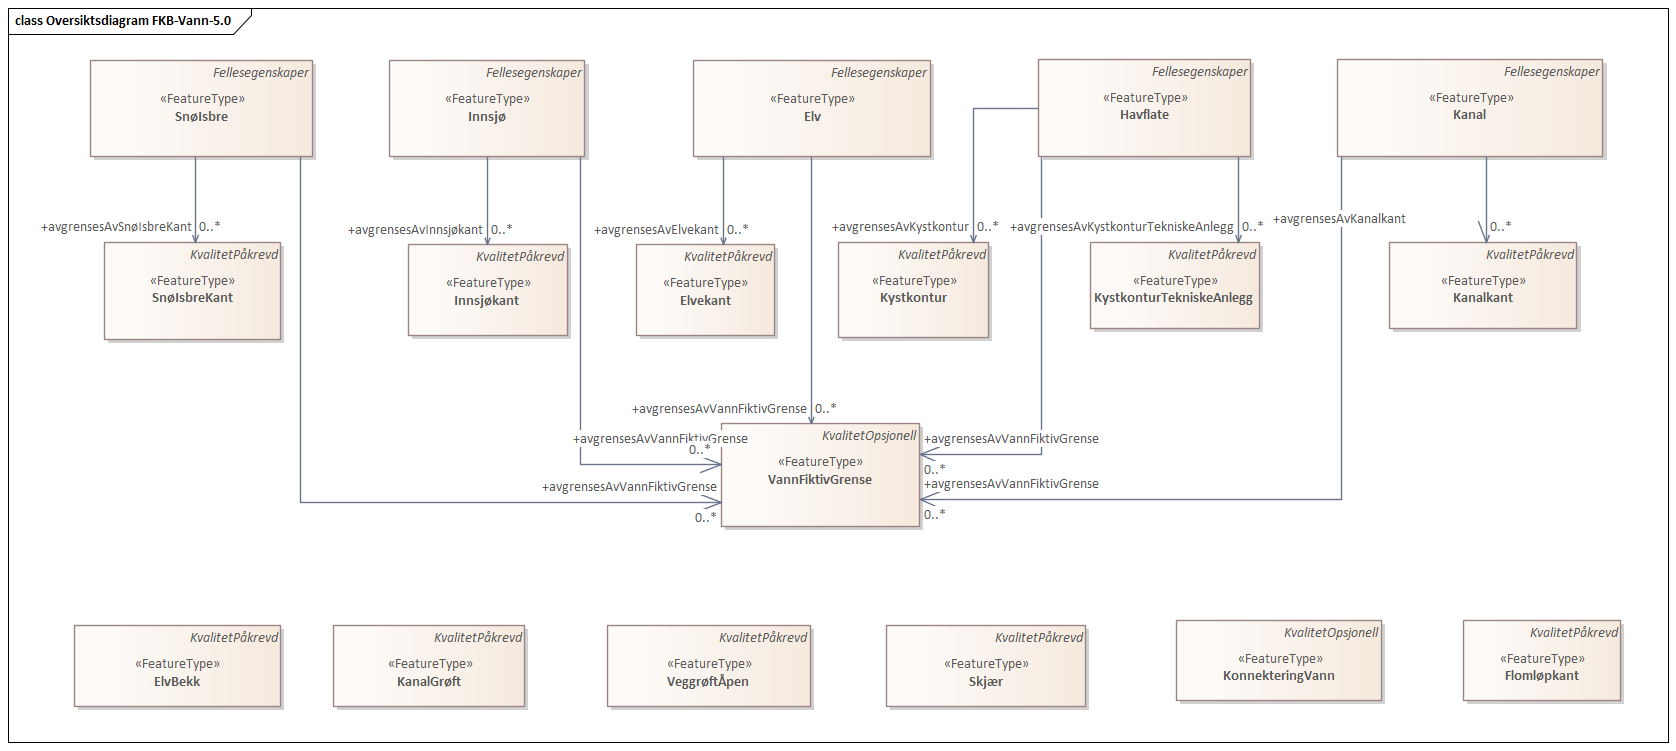 class Oversiktsdiagram FKB-Vann-5.0
Fellesegenskaper
«FeatureType»
SnøIsbre
Fellesegenskaper
«FeatureType»
Innsjø
Fellesegenskaper
«FeatureType»
Elv
Fellesegenskaper
«FeatureType»
Havflate
Fellesegenskaper
«FeatureType»
Kanal
+avgrensesAvSnøIsbreKant 0..*
+avgrensesAvInnsjøkant 0..*
+avgrensesAvElvekant 0..*
+avgrensesAvKystkontur 0..*
+avgrensesAvKystkonturTekniskeAnlegg 0..*
+avgrensesAvKanalkant
0..*
KvalitetPåkrevd
«FeatureType»
SnøIsbreKant
KvalitetPåkrevd
«FeatureType»
Innsjøkant
KvalitetPåkrevd
«FeatureType»
Elvekant
KvalitetPåkrevd
«FeatureType»
Kystkontur
KvalitetPåkrevd
«FeatureType»
KystkonturTekniskeAnlegg
KvalitetPåkrevd
«FeatureType»
Kanalkant
+avgrensesAvVannFiktivGrense 0..*
+avgrensesAvVannFiktivGrense
0..*
+avgrensesAvVannFiktivGrense
0..*
KvalitetOpsjonell
«FeatureType»
VannFiktivGrense
+avgrensesAvVannFiktivGrense
0..*
+avgrensesAvVannFiktivGrense
0..*
KvalitetPåkrevd
«FeatureType»
ElvBekk
KvalitetPåkrevd
«FeatureType»
KanalGrøft
KvalitetPåkrevd
«FeatureType»
VeggrøftÅpen
KvalitetPåkrevd
«FeatureType»
Skjær
KvalitetOpsjonell
«FeatureType»
KonnekteringVann
KvalitetPåkrevd
«FeatureType»
Flomløpkant